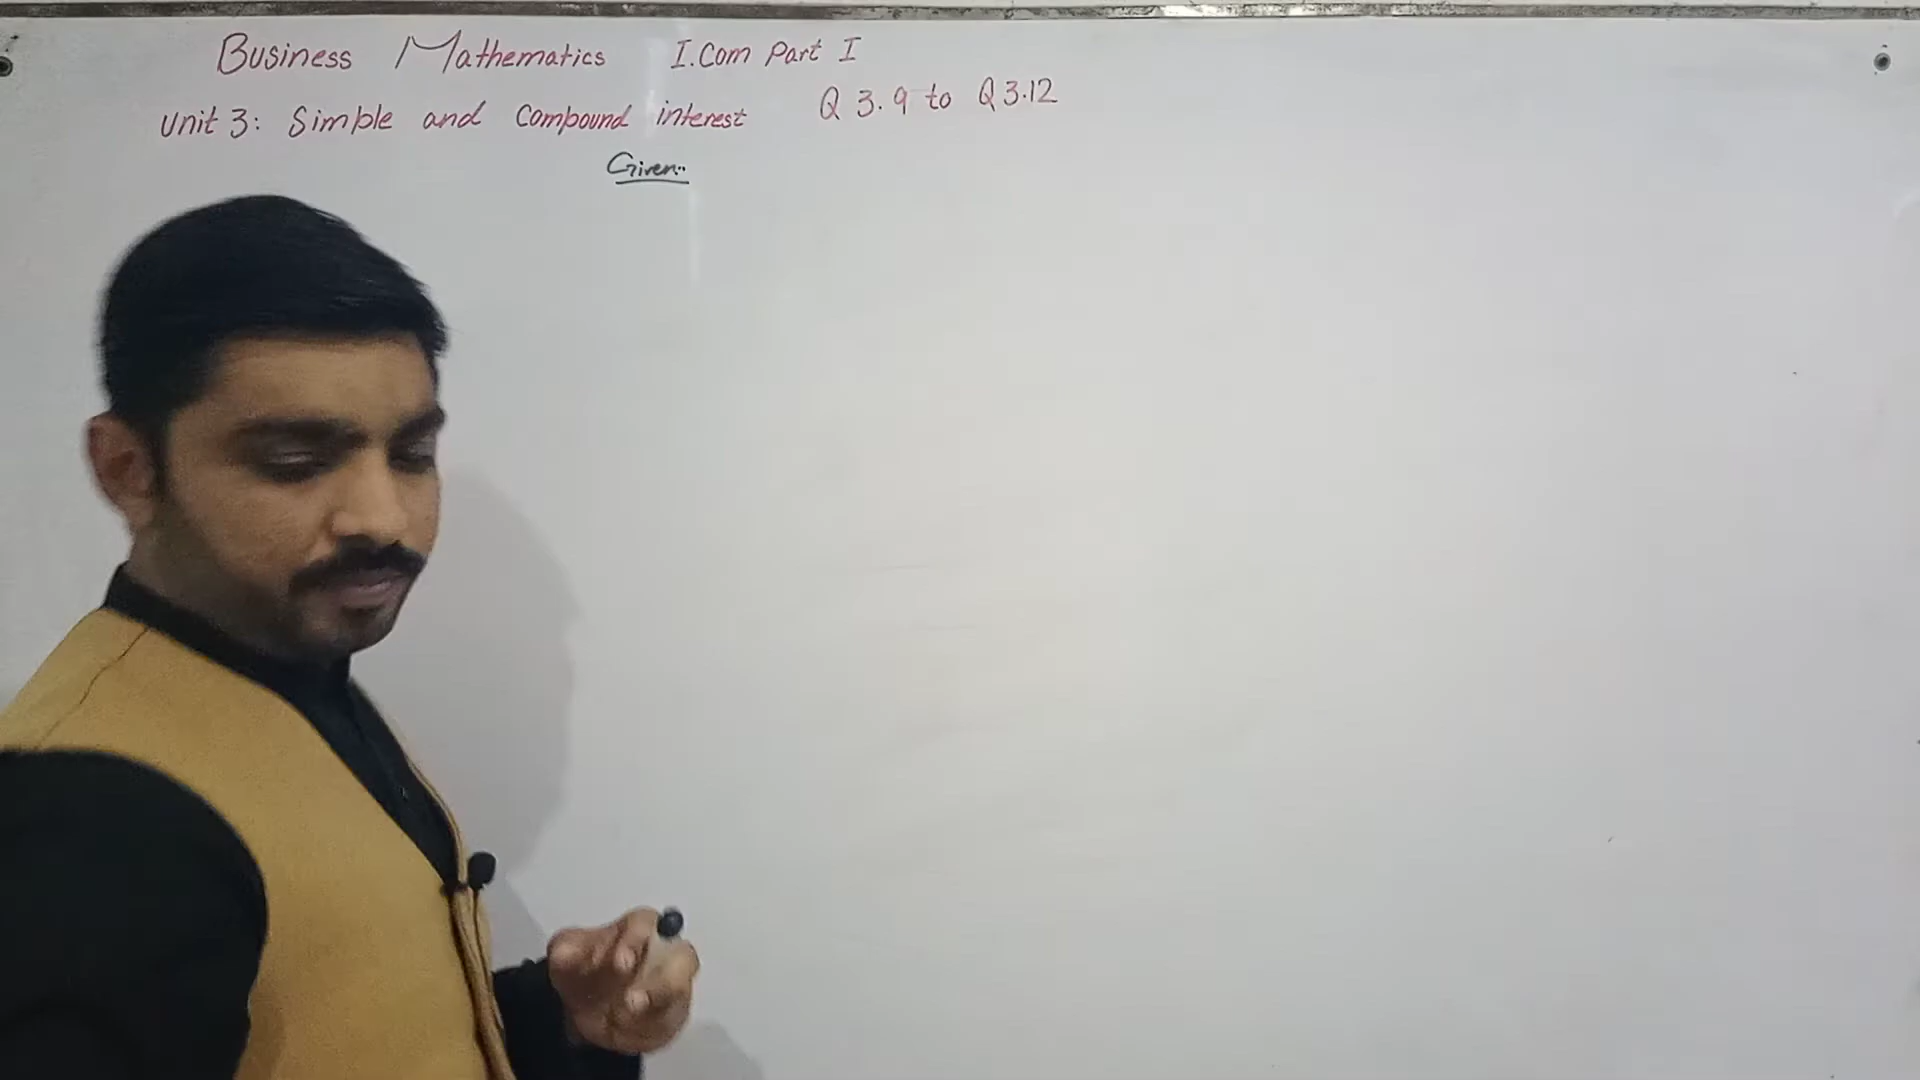 Business Mathematics I.Com Part I
Unit 3: Simple and Compound interest Q 3.9 to Q 3.12
Given: